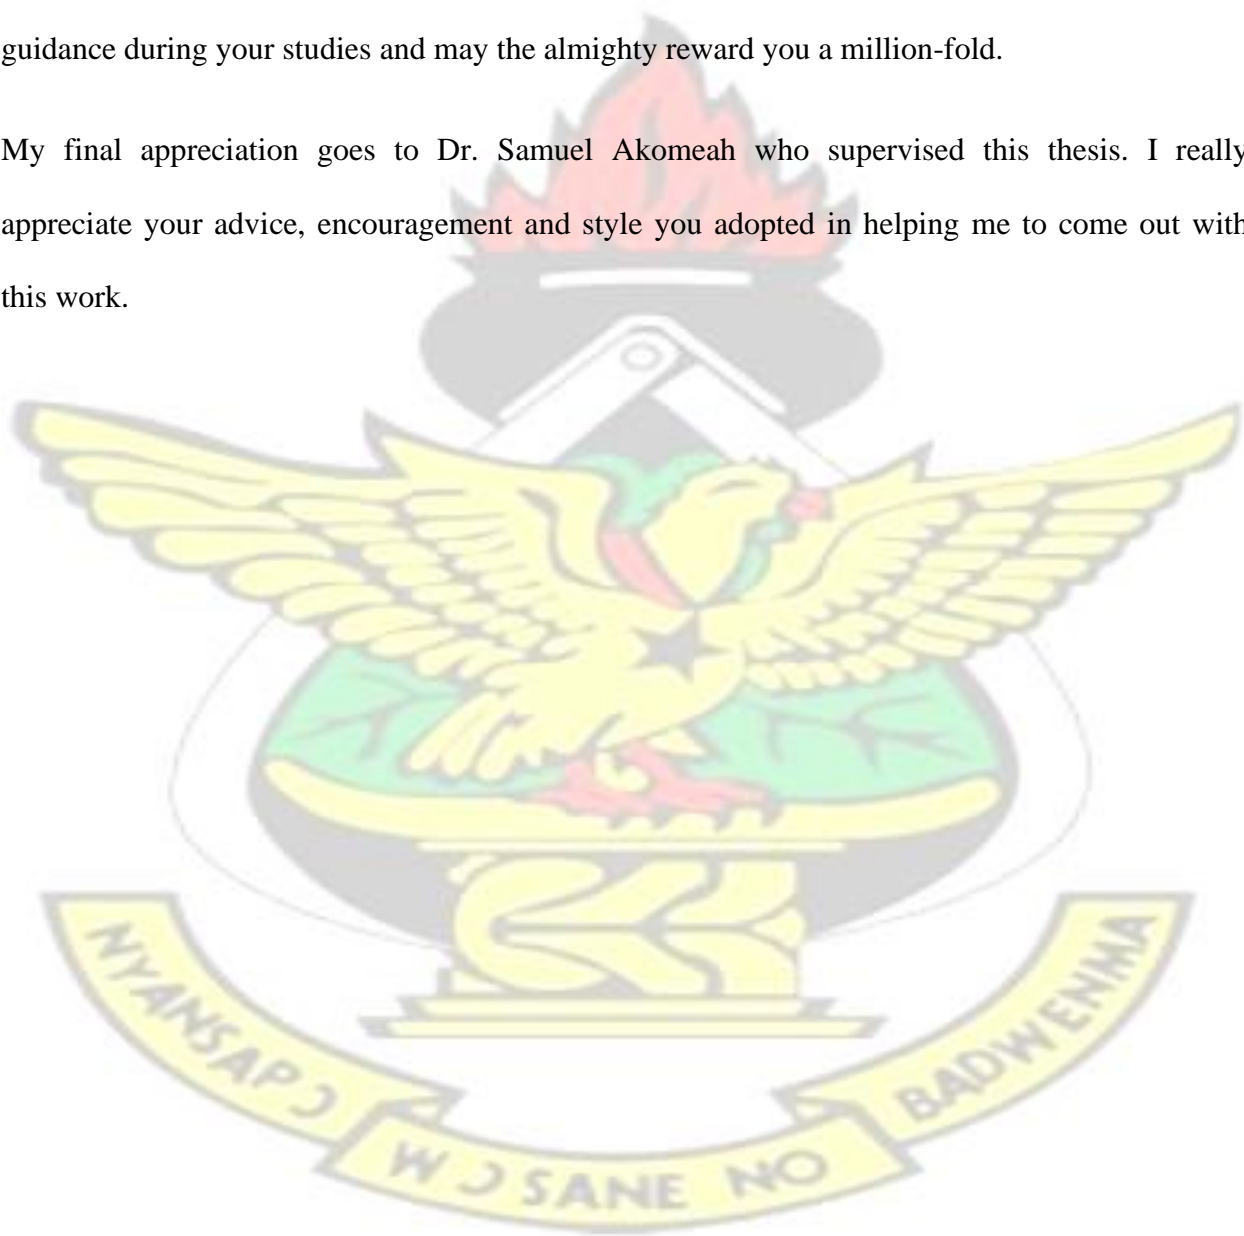 guidance during your studies and may the almighty reward you a million-fold.
My final appreciation goes to Dr. Samuel Akomeah who supervised this thesis. I really
appreciate your advice, encouragement and style you adopted in helping me to come out with
this work.
NYANSAPƆ
WƆSANE NO
BADWENMA